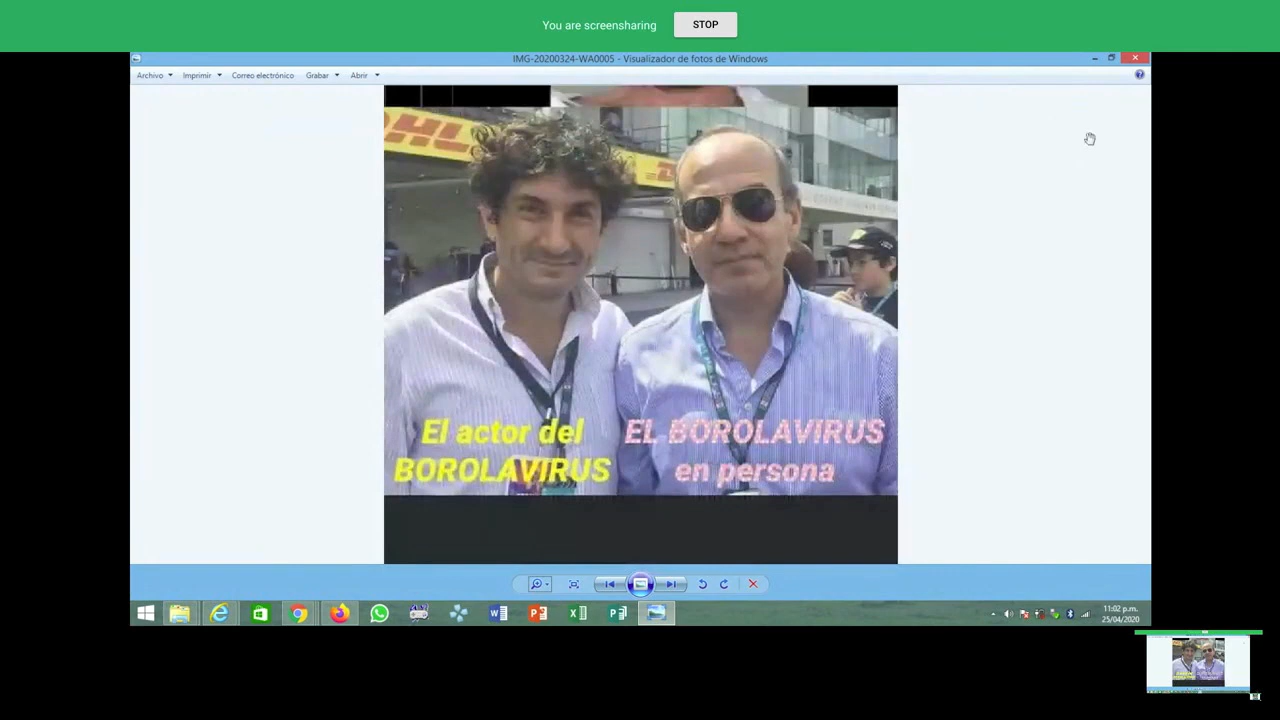 You are screensharing
STOP
IMG-20200324-WA0005 - Visualizador de fotos de Windows
Archivo
Imprimir
Correo electrónico
Grabar
Abrir
DHL
El actor del
BOROLAVIRUS
EL BOROLAVIRUS
en persona
11:02 p.m.
25/04/2020